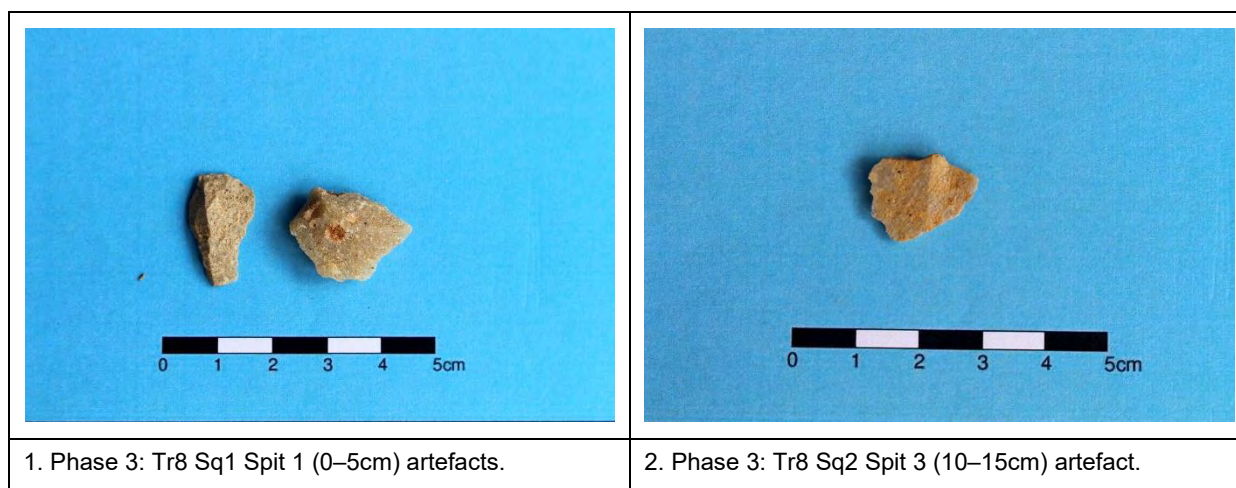 0 1 2 3 4 5cm
0 1 2 3 4 5cm
1. Phase 3: Tr8 Sq1 Spit 1 (0–5cm) artefacts.
2. Phase 3: Tr8 Sq2 Spit 3 (10–15cm) artefact.